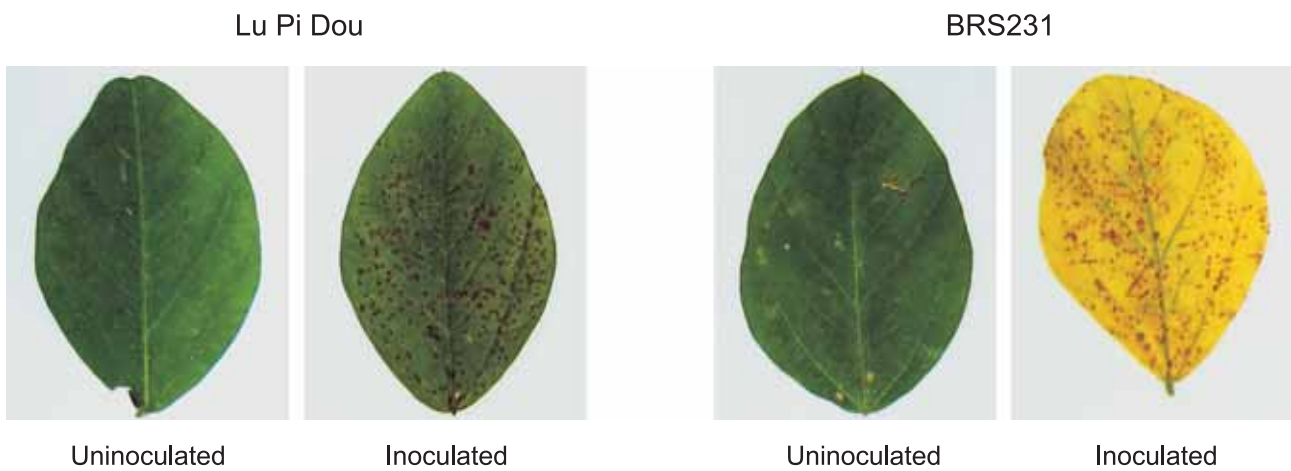 Lu Pi Dou
BRS231
Uninoculated
Inoculated
Uninoculated
Inoculated